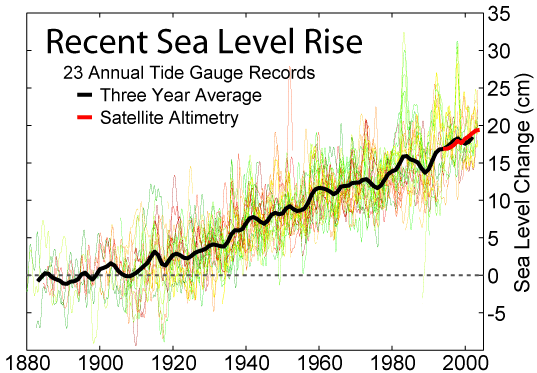 Recent Sea Level Rise
23 Annual Tide Gauge Records
Three Year Average
Satellite Altimetry
35
30
25
20
15
10
5
0
-5
Sea Level Change (cm)
1880 1900 1920 1940 1960 1980 2000